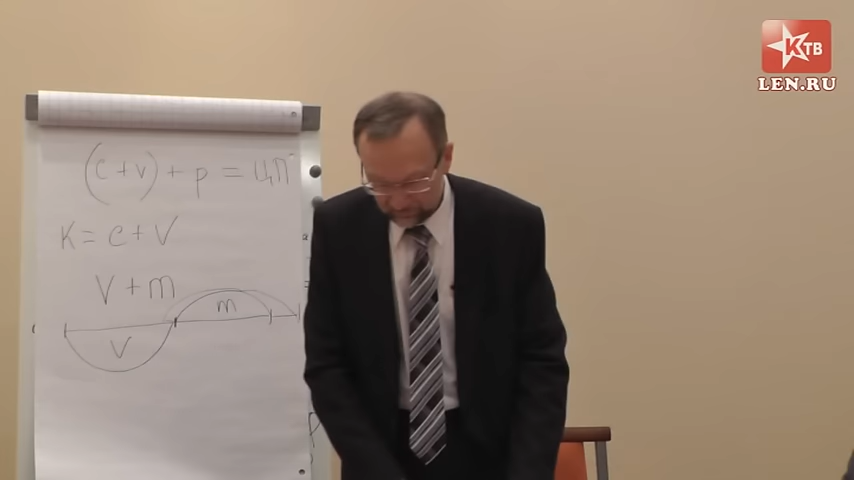 (c+v)+p = ЦП
K = c+V
V+m
m
V
КТВ
LEN.RU